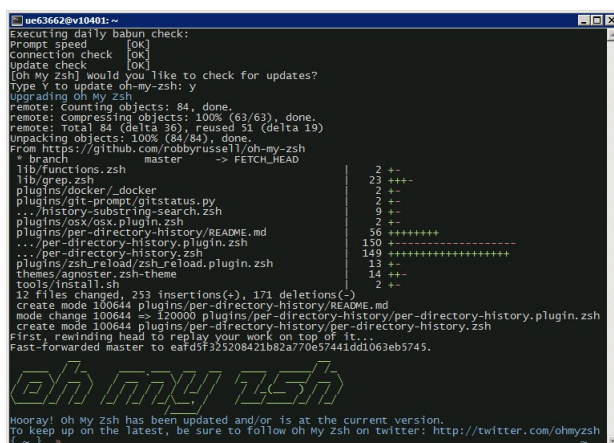 ue63662@v10401: ~
Executing daily babun check:
Prompt speed [OK]
Connection check [OK]
Update check [OK]
[Oh My Zsh] Would you like to check for updates?
Type Y to update oh-my-zsh: y
Upgrading Oh My Zsh
remote: Counting objects: 84, done.
remote: Compressing objects: 100% (63/63), done.
remote: Total 84 (delta 36), reused 51 (delta 19)
Unpacking objects: 100% (84/84), done.
From https://github.com/robbyrussell/oh-my-zsh
* branch master -> FETCH_HEAD
lib/functions.zsh | 2 +-
lib/grep.zsh | 23 +++-
plugins/docker/_docker | 2 +-
plugins/git-prompt/gitstatus.py | 2 +-
.../history-substring-search.zsh | 9 +-
plugins/osx/osx.plugin.zsh | 2 +-
plugins/per-directory-history/README.md | 56 ++++++++
.../per-directory-history.plugin.zsh | 150 +--------------------
.../per-directory-history.zsh | 149 ++++++++++++++++++++
plugins/zsh_reload/zsh_reload.plugin.zsh | 13 +-
themes/agnoster.zsh-theme | 14 ++-
tools/install.sh | 2 +-
12 files changed, 253 insertions(+), 171 deletions(-)
create mode 100644 plugins/per-directory-history/README.md
mode change 100644 => 120000 plugins/per-directory-history/per-directory-history.plugin.zsh
create mode 100644 plugins/per-directory-history/per-directory-history.zsh
First, rewinding head to replay your work on top of it...
Fast-forwarded master to eafd5f325208421b82a770e57441dd1063eb5745.
oh my zsh
Hooray! Oh My Zsh has been updated and/or is at the current version.
To keep up on the latest, be sure to follow Oh My Zsh on twitter: http://twitter.com/ohmyzsh
{ ~ } » ~